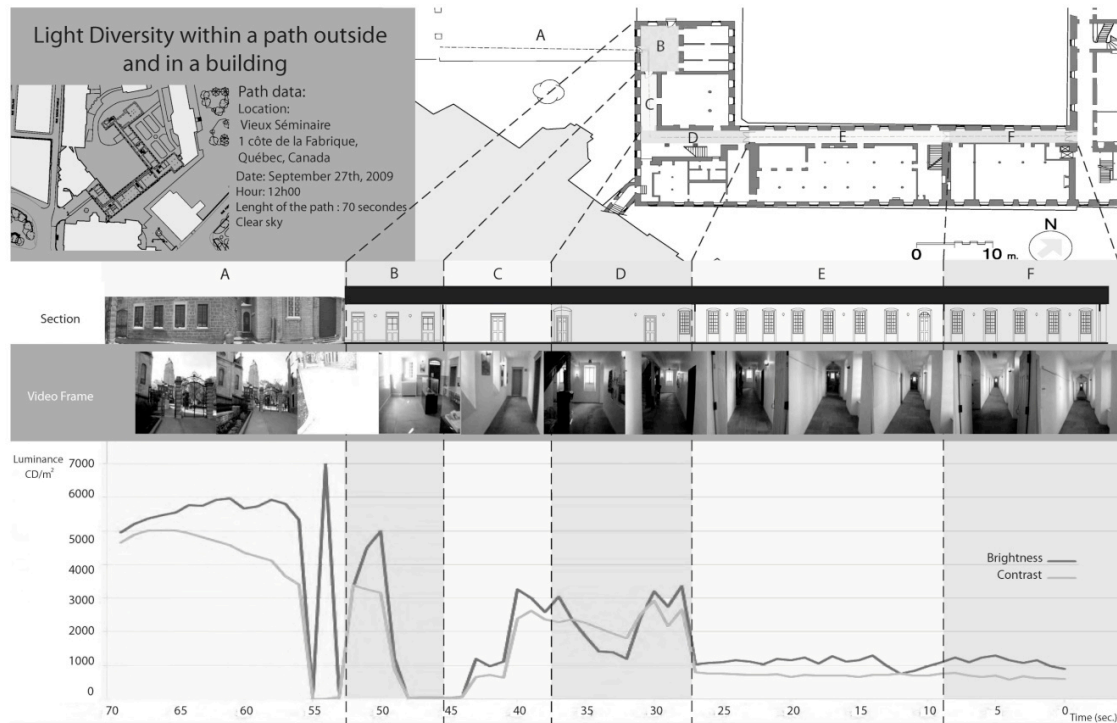 Light Diversity within a path outside
and in a building
Path data:
Location:
Vieux Séminaire
1 côte de la Fabrique,
Québec, Canada
Date: September 27th, 2009
Hour: 12h00
Lenght of the path : 70 secondes
Clear sky
A
B
C
D
E
F
N
0 10 m.
A B C D E F
Section
Video Frame
Luminance
CD/m²
7000
6000
5000
4000
3000
2000
1000
0
Brightness
Contrast
70 65 60 55 50 45 40 35 30 25 20 15 10 5 0
Time (sec.)